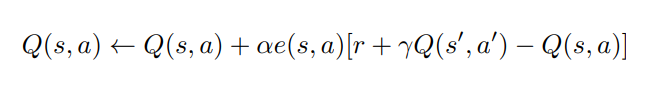 Q(s, a) ← Q(s, a) + αe(s, a)[r + γQ(s′, a′) − Q(s, a)]